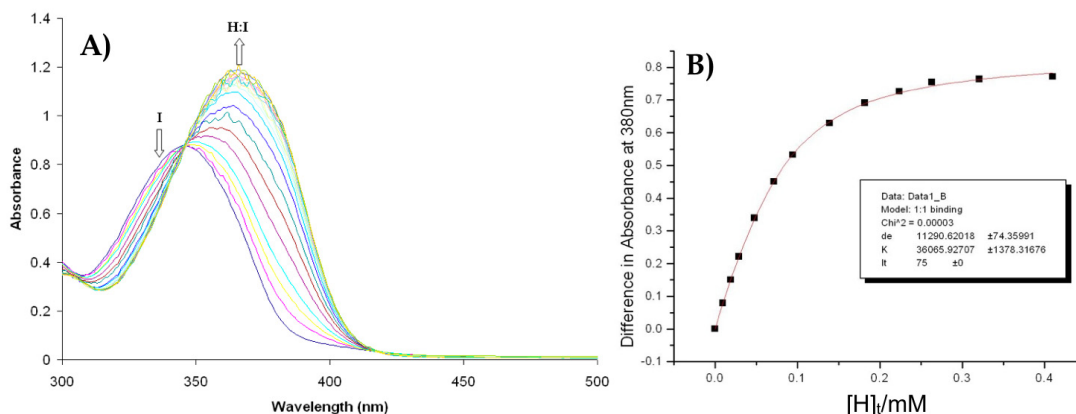 A)
I
H:I
1.4
1.2
1
0.8
0.6
0.4
0.2
0
300
350
400
450
500
Absorbance
Wavelength (nm)
B)
0.8
0.7
0.6
0.5
0.4
0.3
0.2
0.1
0.0
-0.1
0.0
0.1
0.2
0.3
0.4
Difference in Absorbance at 380nm
[H]t/mM
Data: Data1_B
Model: 1:1 binding
Chi^2 = 0.00003
de 11290.62018 ±74.35991
K 36065.92707 ±1378.31676
It 75 ±0